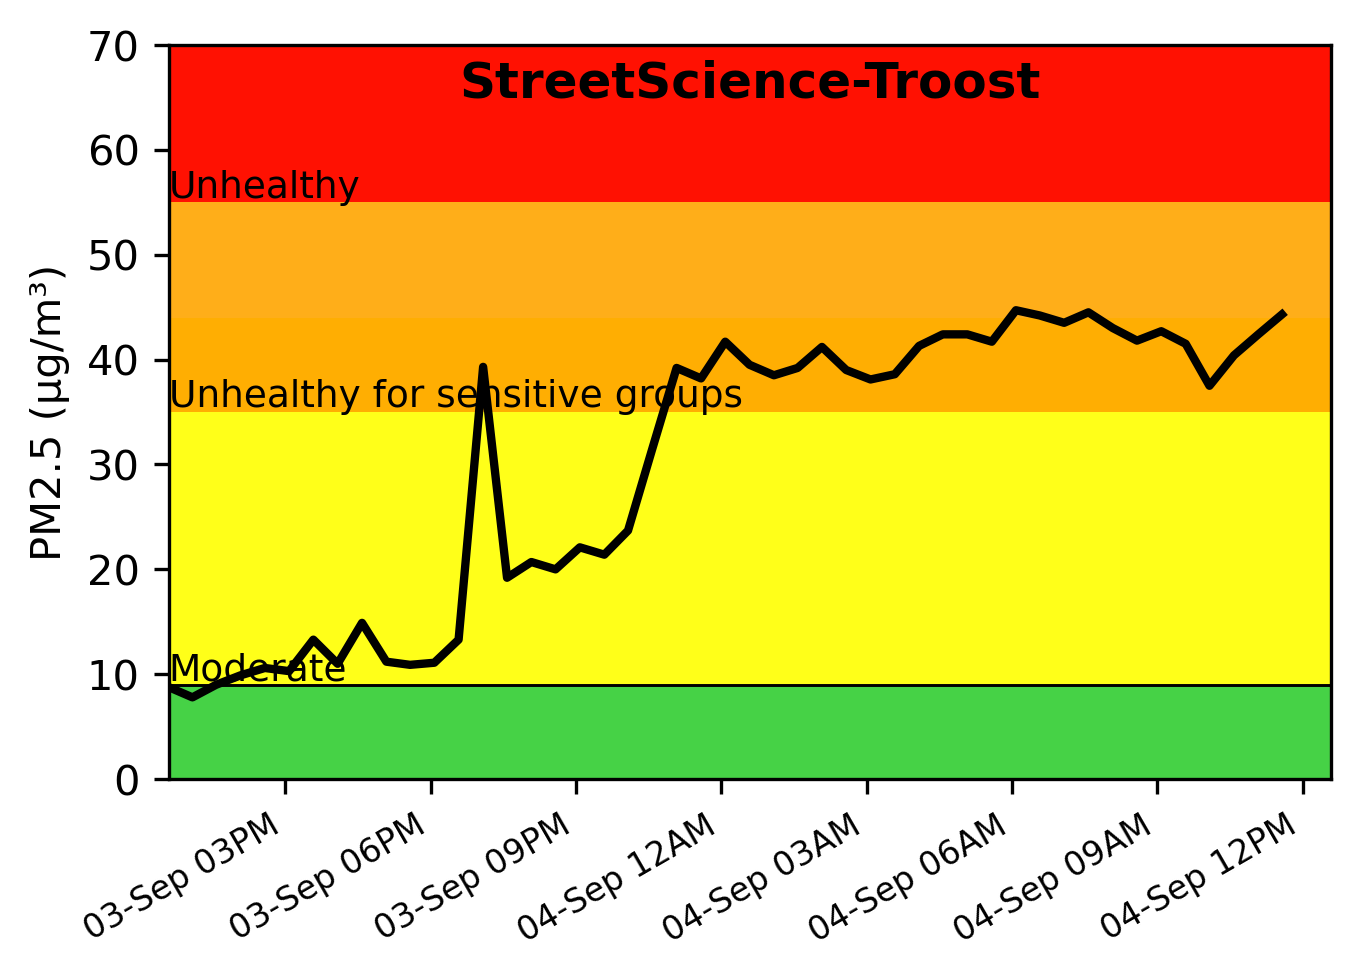 StreetScience-Troost
70
60
50
40
30
20
10
0
PM2.5 (µg/m³)
Unhealthy
Unhealthy for sensitive groups
Moderate
03-Sep 03PM
03-Sep 06PM
03-Sep 09PM
04-Sep 12AM
04-Sep 03AM
04-Sep 06AM
04-Sep 09AM
04-Sep 12PM